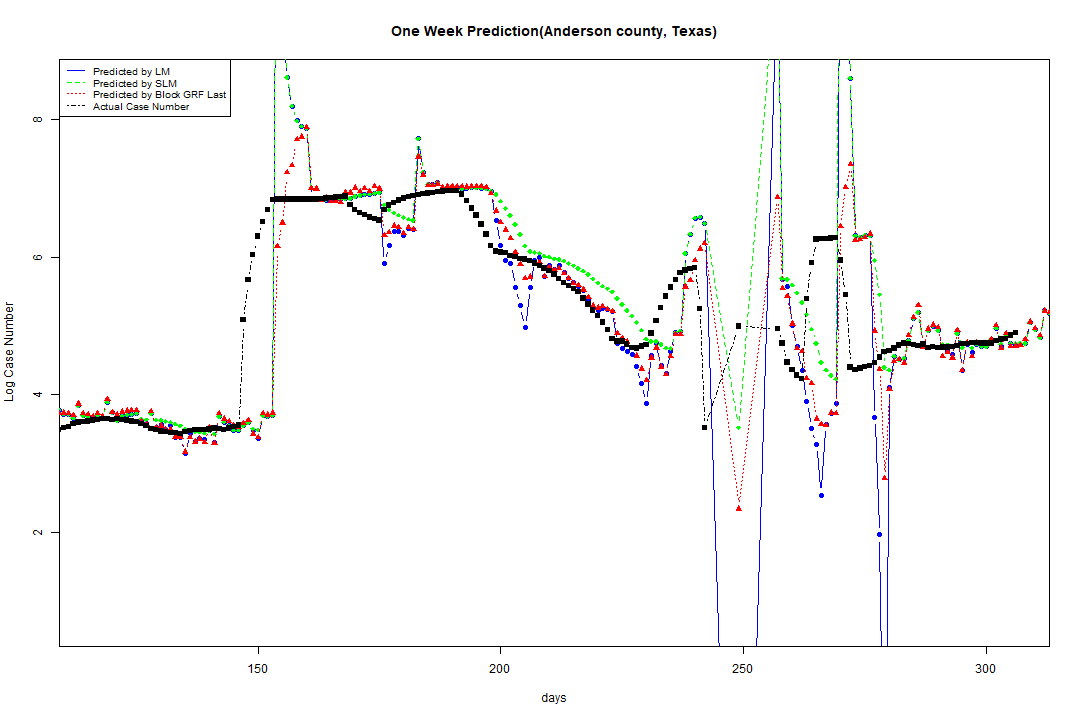 One Week Prediction(Anderson county, Texas)
Predicted by LM
Predicted by SLM
Predicted by Block GRF Last
Actual Case Number
8
6
4
2
Log Case Number
150 200 250 300
days